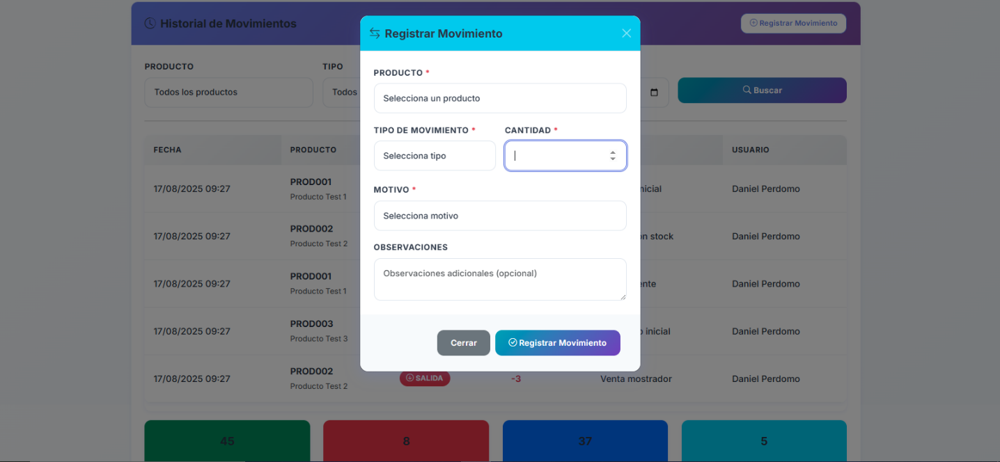 Historial de Movimientos
Registrar Movimiento
Registrar Movimiento
PRODUCTO
TIPO
Todos los productos
Todos
Buscar
PRODUCTO *
Selecciona un producto
TIPO DE MOVIMIENTO *
CANTIDAD *
Selecciona tipo
MOTIVO *
Selecciona motivo
OBSERVACIONES
Observaciones adicionales (opcional)
Cerrar
Registrar Movimiento
FECHA
PRODUCTO
USUARIO
17/08/2025 09:27
PROD001
Producto Test 1
nicial
Daniel Perdomo
17/08/2025 09:27
PROD002
Producto Test 2
on stock
Daniel Perdomo
17/08/2025 09:27
PROD001
Producto Test 1
ente
Daniel Perdomo
17/08/2025 09:27
PROD003
Producto Test 3
inicial
Daniel Perdomo
17/08/2025 09:27
PROD002
Producto Test 2
SALIDA
-3
Venta mostrador
Daniel Perdomo
45
8
37
5